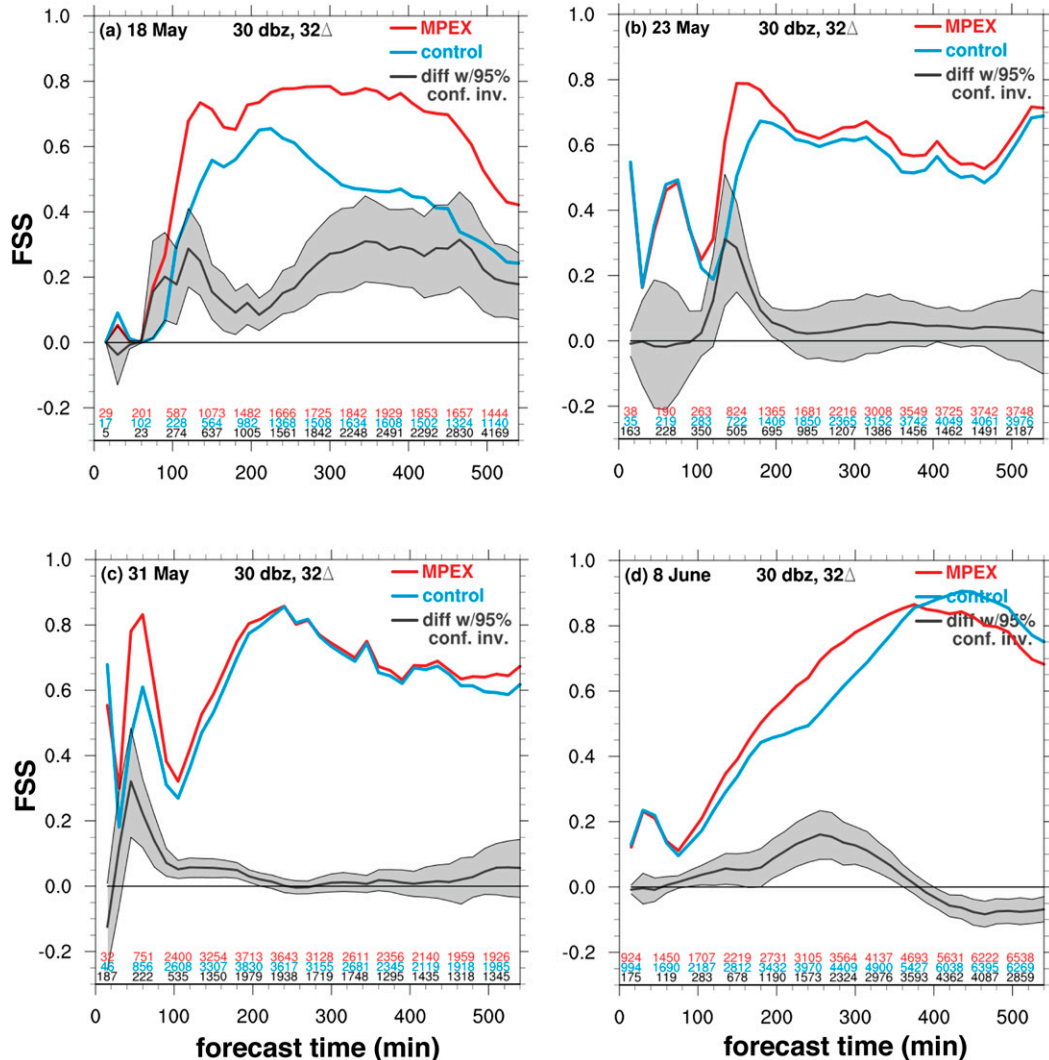 (a) 18 May 30 dbz, 32Δ
MPEX
control
diff w/95%
conf. inv.
FSS
1.0
0.8
0.6
0.4
0.2
0.0
-0.2
29 201 587 1073 1482 1666 1725 1842 1929 1853 1657 1444
17 102 228 564 982 1368 1508 1634 1608 1502 1324 1140
5 23 274 637 1005 1561 1842 2248 2491 2292 2830 4169
0 100 200 300 400 500
(b) 23 May 30 dbz, 32Δ
MPEX
control
diff w/95%
conf. inv.
1.0
0.8
0.6
0.4
0.2
0.0
-0.2
38 190 263 824 1365 1681 2216 3008 3549 3725 3742 3748
35 219 283 722 1406 1850 2365 3152 3742 4049 4061 3976
163 228 350 505 695 985 1207 1386 1456 1462 1491 2187
0 100 200 300 400 500
(c) 31 May 30 dbz, 32Δ
MPEX
control
diff w/95%
conf. inv.
FSS
1.0
0.8
0.6
0.4
0.2
0.0
-0.2
32 751 2400 3254 3713 3643 3128 2611 2356 2140 1959 1926
46 856 2608 3307 3830 3617 3155 2681 2345 2119 1918 1985
187 222 535 1350 1979 1938 1719 1748 1295 1435 1318 1345
0 100 200 300 400 500
forecast time (min)
(d) 8 June 30 dbz, 32Δ
MPEX
control
diff w/95%
conf. inv.
1.0
0.8
0.6
0.4
0.2
0.0
-0.2
924 1450 1707 2219 2731 3105 3564 4137 4693 5631 6222 6538
994 1690 2187 2812 3432 3970 4409 4900 5427 6038 6395 6269
175 119 283 678 1190 1573 2324 2976 3593 4362 4087 2859
0 100 200 300 400 500
forecast time (min)